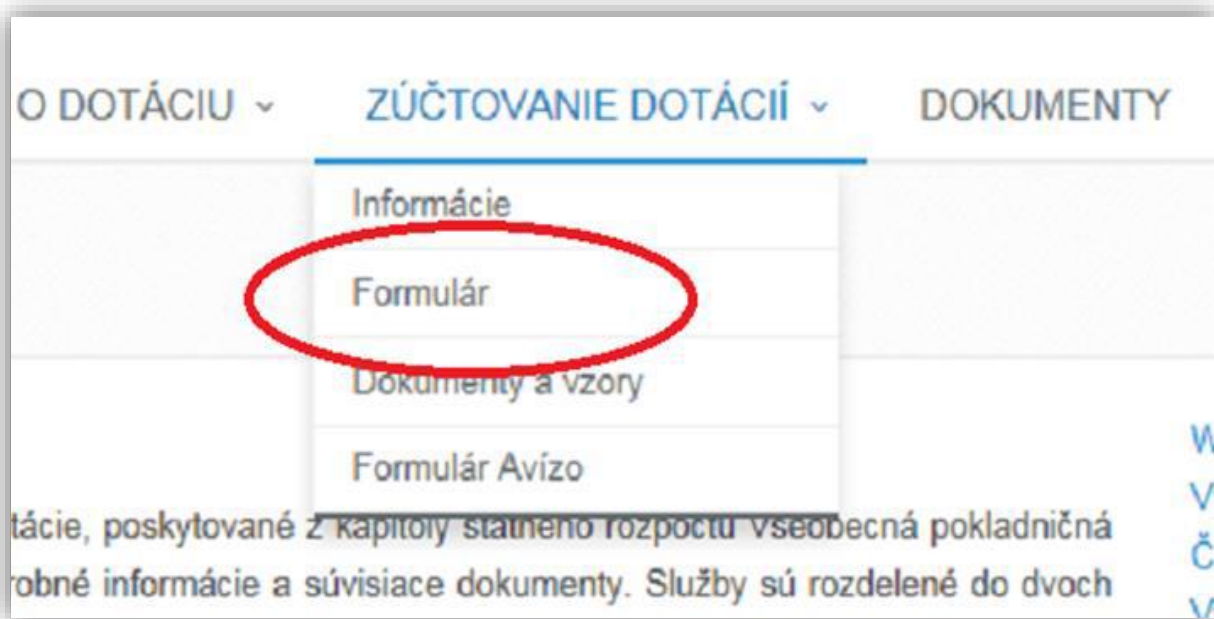 O DOTÁCIU ZÚČTOVANIE DOTÁCIÍ DOKUMENTY
Informácie
Formulár
Dokumenty a vzory
Formulár Avízo
W
V
tácie, poskytované z kapitoly štátneho rozpočtu Všeobecná pokladničná
Č
robné informácie a súvisiace dokumenty. Služby sú rozdelené do dvoch
V